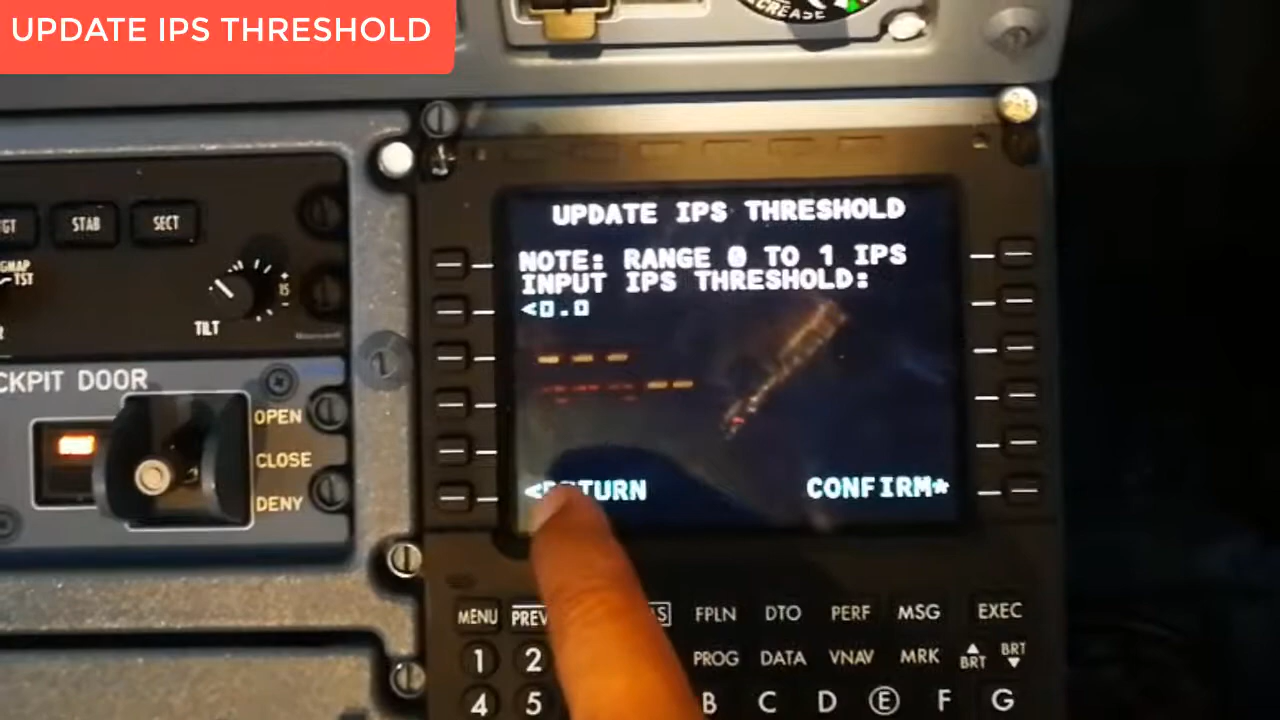 UPDATE IPS THRESHOLD
CREASE
UPDATE IPS THRESHOLD
STAB SECT
NOTE: RANGE 0 TO 1 IPS
INPUT IPS THRESHOLD:
<0.0
TST
+
15
-
TILT
CKPIT DOOR
OPEN
CLOSE
DENY
<RETURN CONFIRM*
MENU PREV FPLN DTO PERF MSG EXEC
1 2 PROG DATA VNAV MRK ▲ BRT BRT ▼
4 5 B C D E F G